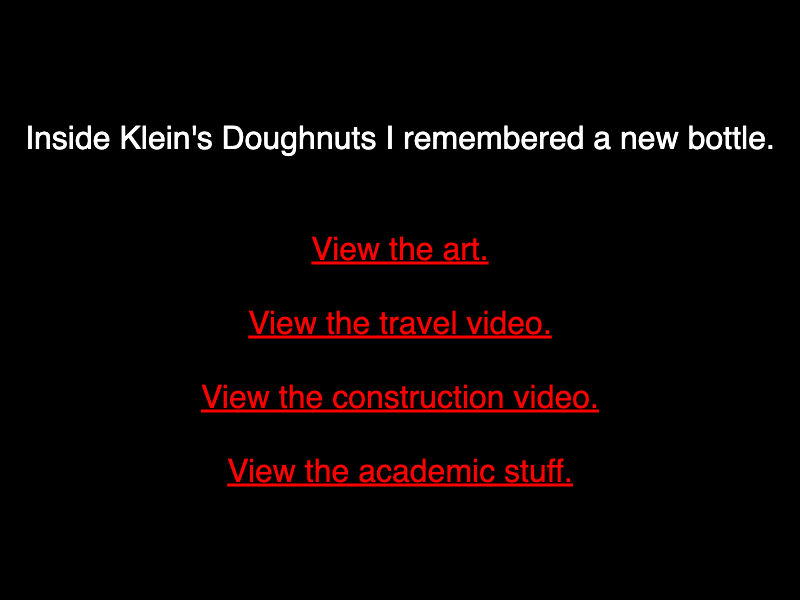 Inside Klein's Doughnuts I remembered a new bottle.
View the art.
View the travel video.
View the construction video.
View the academic stuff.